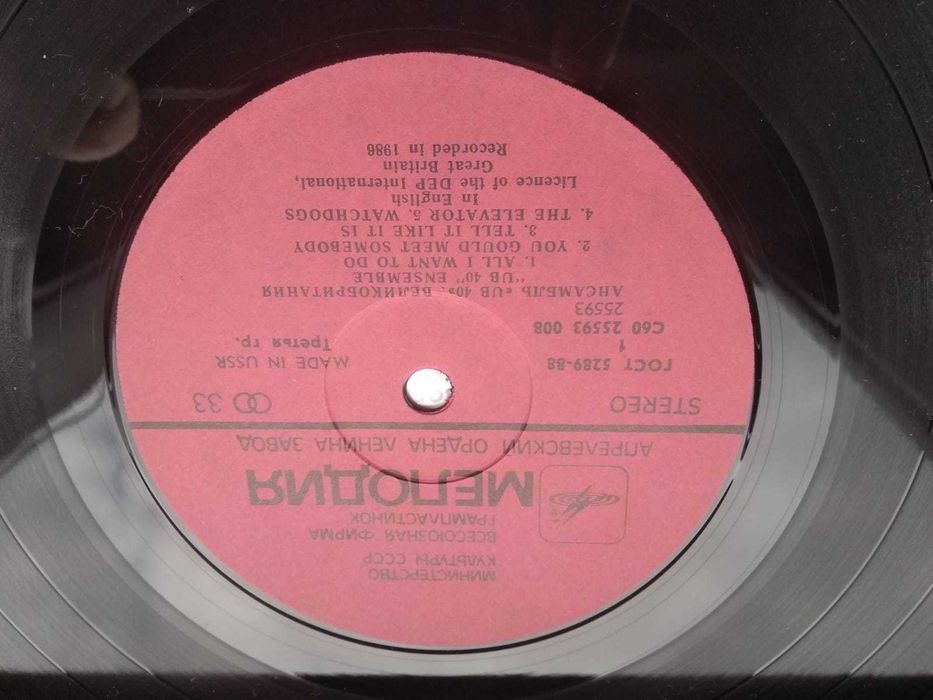 МИНИСТЕРСТВО
КУЛЬТУРЫ СССР
ВСЕСОЮЗНАЯ ФИРМА
ГРАМПЛАСТИНОК
МЕЛОДИЯ
АПРЕЛЕВСКИЙ ОРДЕНА ЛЕНИНА ЗАВОД
STEREO 33
ГОСТ 5289-88 MADE IN USSR
1 Третья гр.
С60 25593 008
25593
АНСАМБЛЬ «UB 40». ВЕЛИКОБРИТАНИЯ
"UB 40" ENSEMBLE
1. ALL I WANT TO DO
2. YOU GOULD MEET SOMEBODY
3. TELL IT LIKE IT IS
4. THE ELEVATOR 5. WATCHDOGS
In English
Licence of the DEP International,
Great Britain
Recorded in 1986